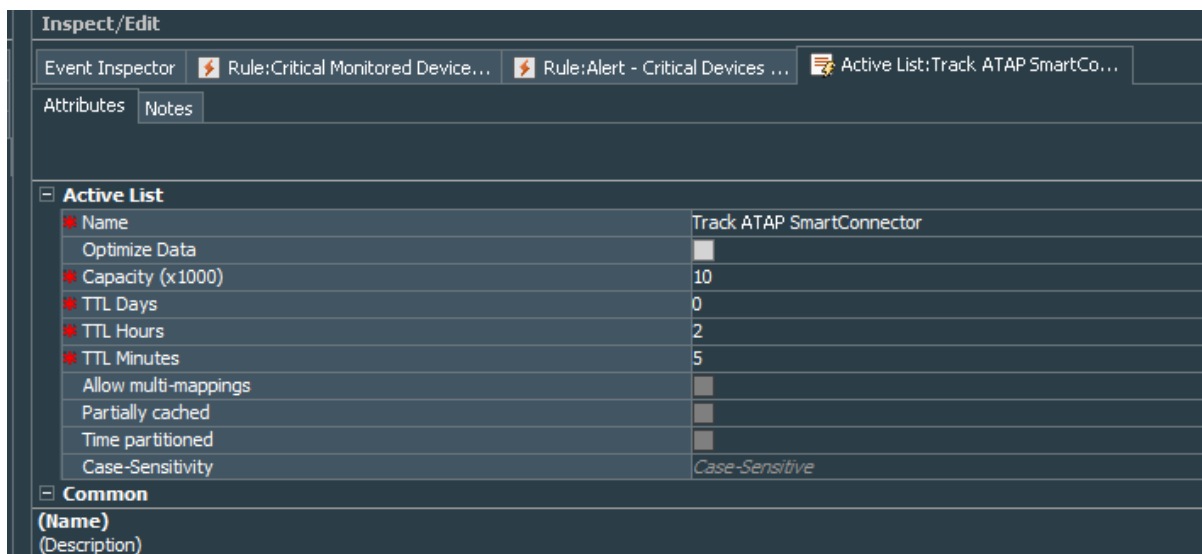 Inspect/Edit
Event Inspector Rule:Critical Monitored Device... Rule:Alert - Critical Devices ... Active List:Track ATAP SmartCo...
Attributes Notes
Active List
Name Track ATAP SmartConnector
Optimize Data
Capacity (x1000) 10
TTL Days 0
TTL Hours 2
TTL Minutes 5
Allow multi-mappings
Partially cached
Time partitioned
Case-Sensitivity Case-Sensitive
Common
(Name)
(Description)